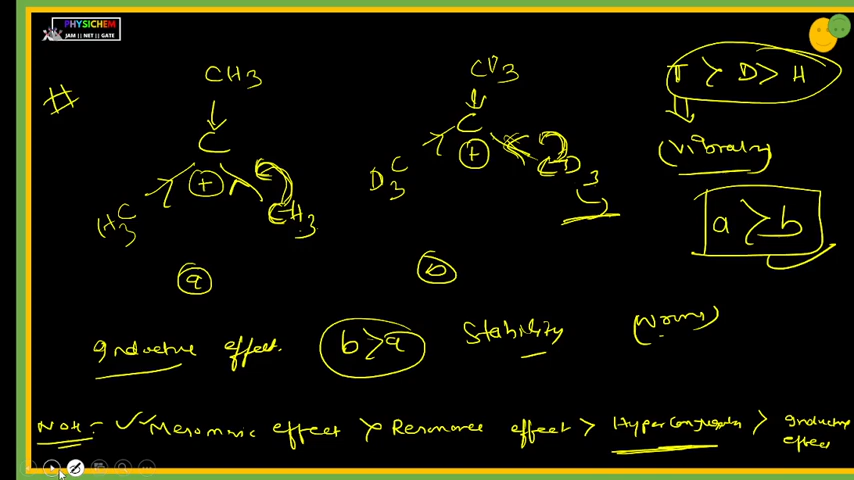 PHYSICHEM
JAM || NET || GATE
#
CH3
C
+
H3C
CH3
a
CD3
C
+
D3C
CD3
b
T > D > H
a > b
Inductive effect.
b > a
Stability
(Wrong)
Note :- ✓✓ Mesomeric effect > Resonance effect > Hyperconjugation > Inductive effect